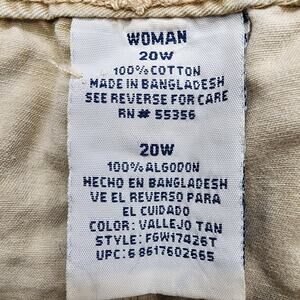 WOMAN
20W
100% COTTON
MADE IN BANGLADESH
SEE REVERSE FOR CARE
RN# 55356
20W
100% ALGODON
HECHO EN BANGLADESH
VE EL REVERSO PARA
EL CUIDADO
COLOR: VALLEJO TAN
STYLE: FGW17426T
UPC: 6 8617602665